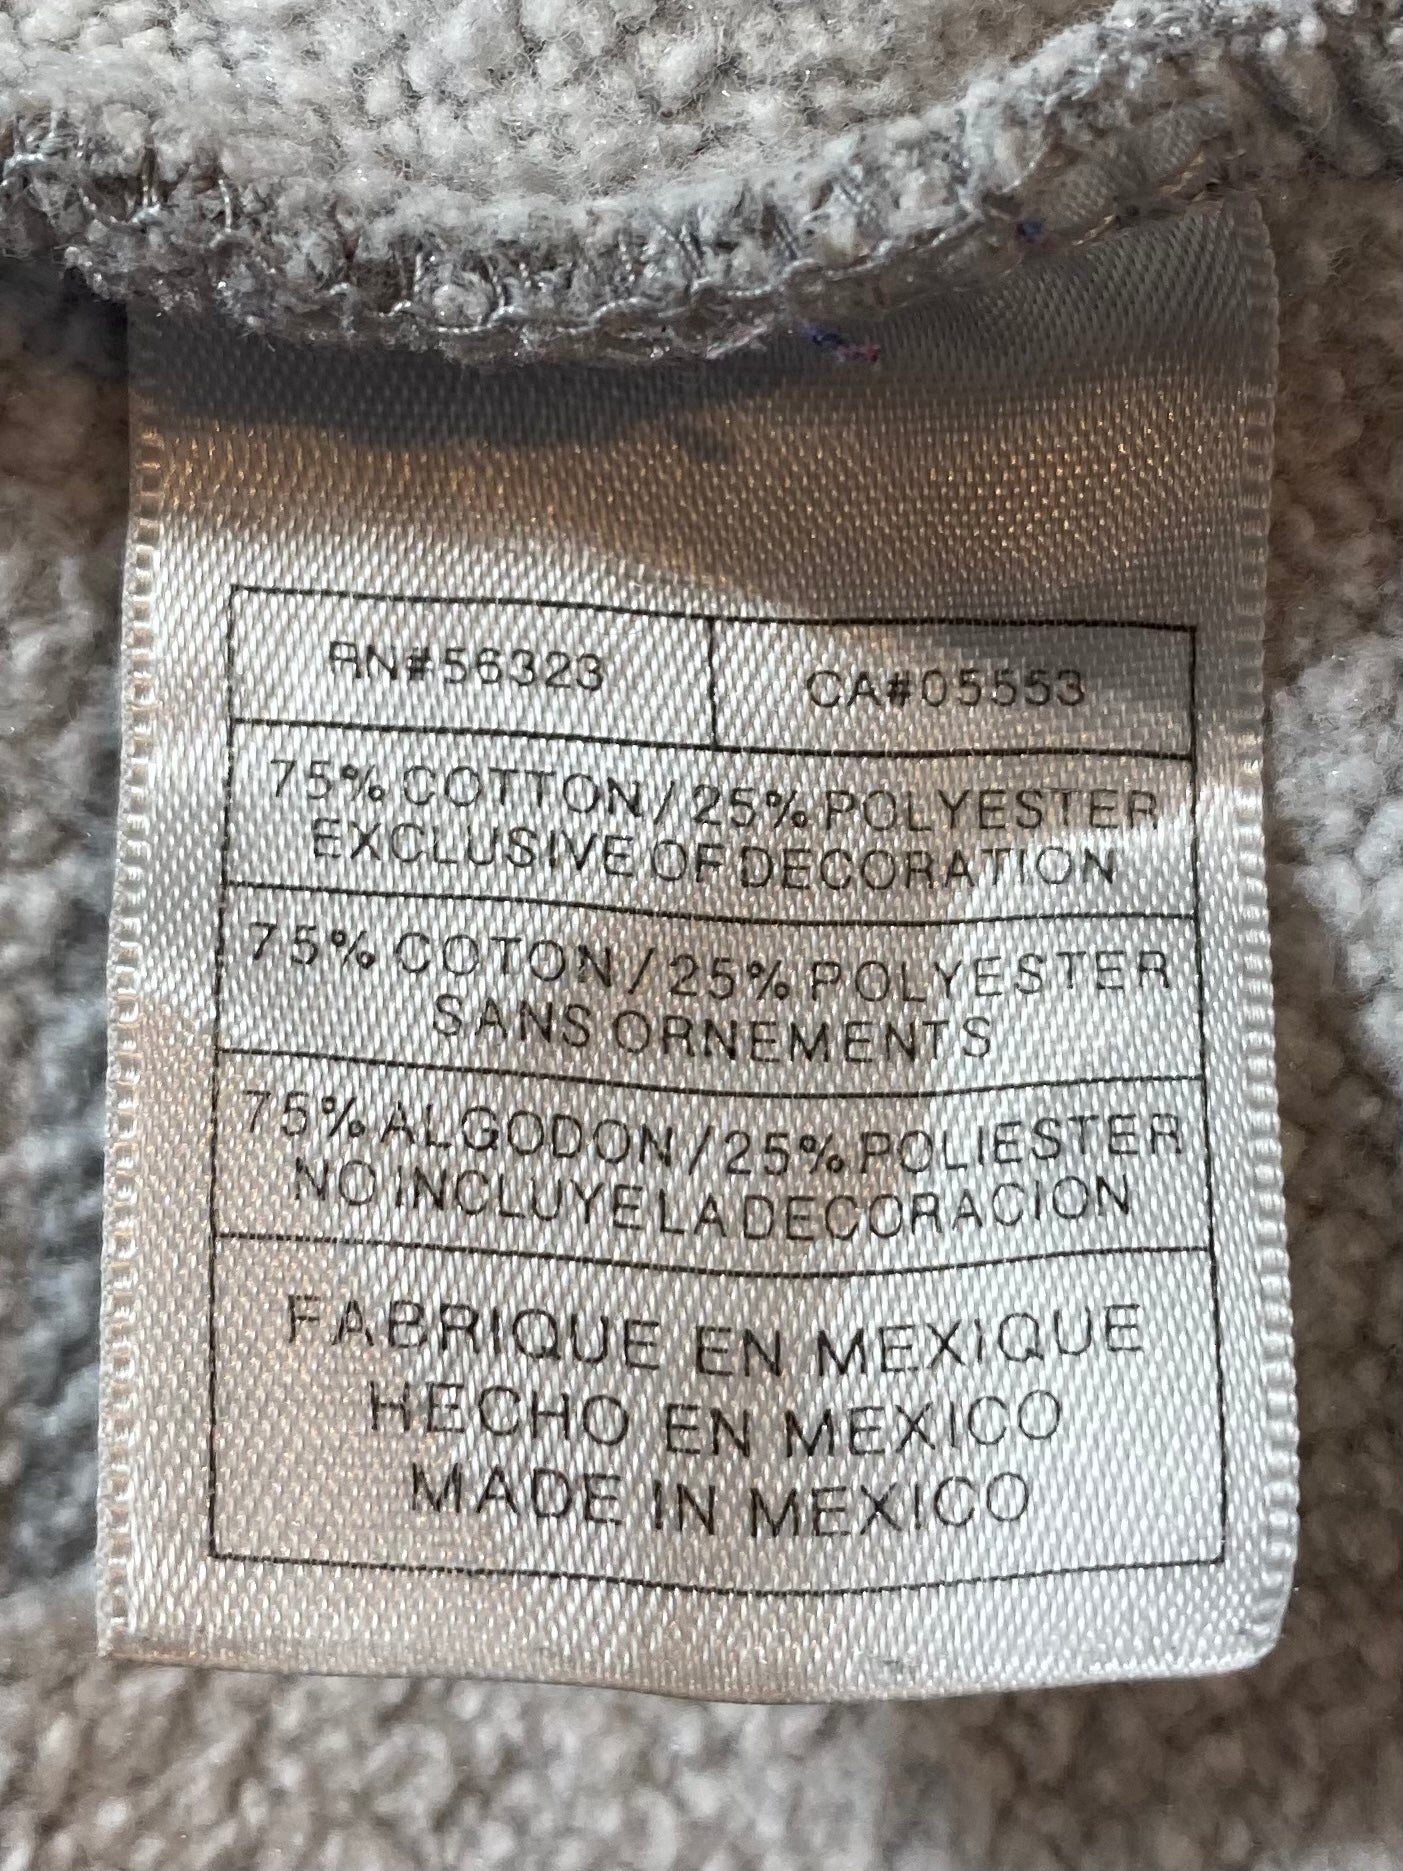 RN#56323
CA#05553
75% COTTON / 25% POLYESTER
EXCLUSIVE OF DECORATION
75% COTON / 25% POLYESTER
SANS ORNEMENTS
75% ALGODON / 25% POLIESTER
NO INCLUYE LA DECORACION
FABRIQUE EN MEXIQUE
HECHO EN MEXICO
MADE IN MEXICO